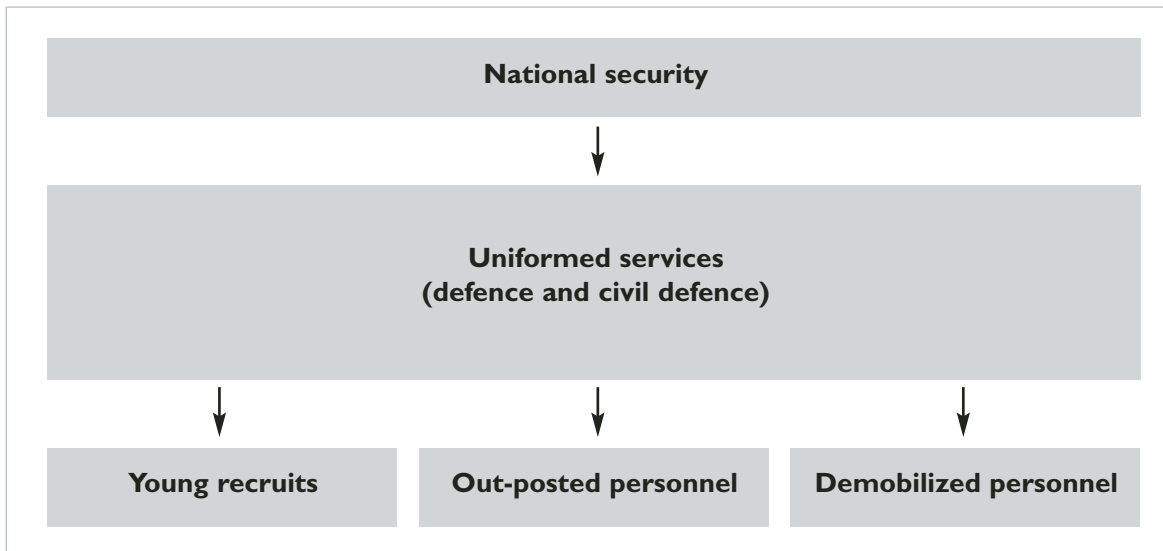 National security
Uniformed services
(defence and civil defence)
Young recruits
Out-posted personnel
Demobilized personnel